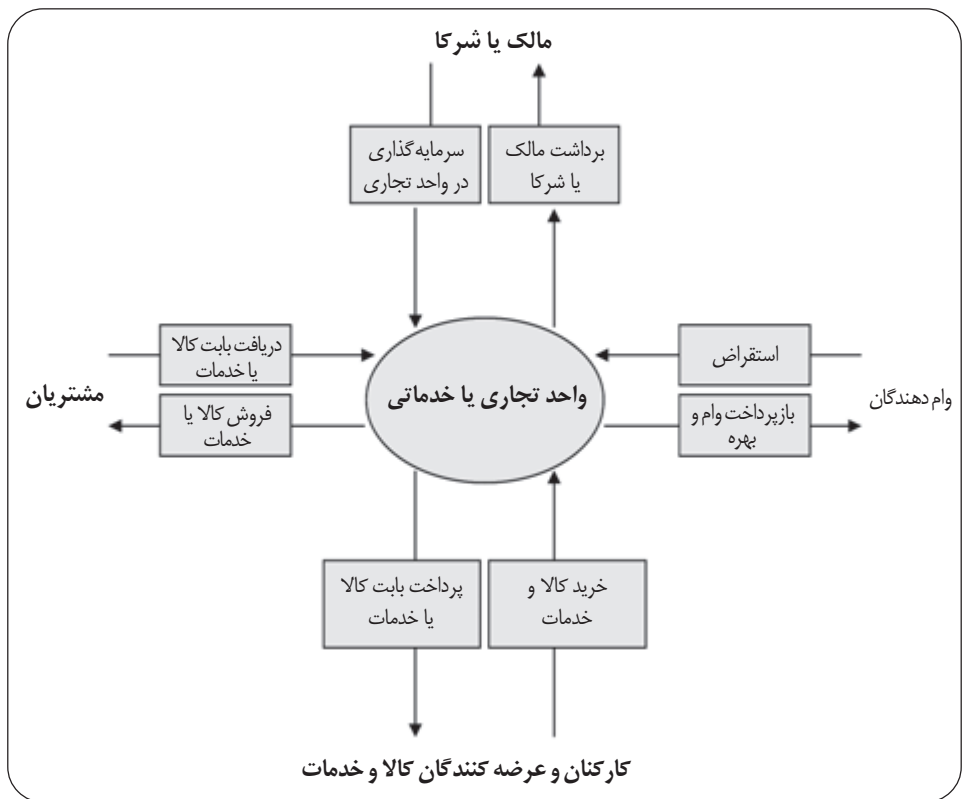 مالک یا شرکا
برداشت مالک
یا شرکا
سرمایه‌گذاری
در واحد تجاری
استقراض
وام دهندگان
بازپرداخت وام و
بهره
واحد تجاری یا خدماتی
دریافت بابت کالا
یا خدمات
مشتریان
فروش کالا یا
خدمات
خرید کالا و
خدمات
پرداخت بابت کالا
یا خدمات
کارکنان و عرضه کنندگان کالا و خدمات